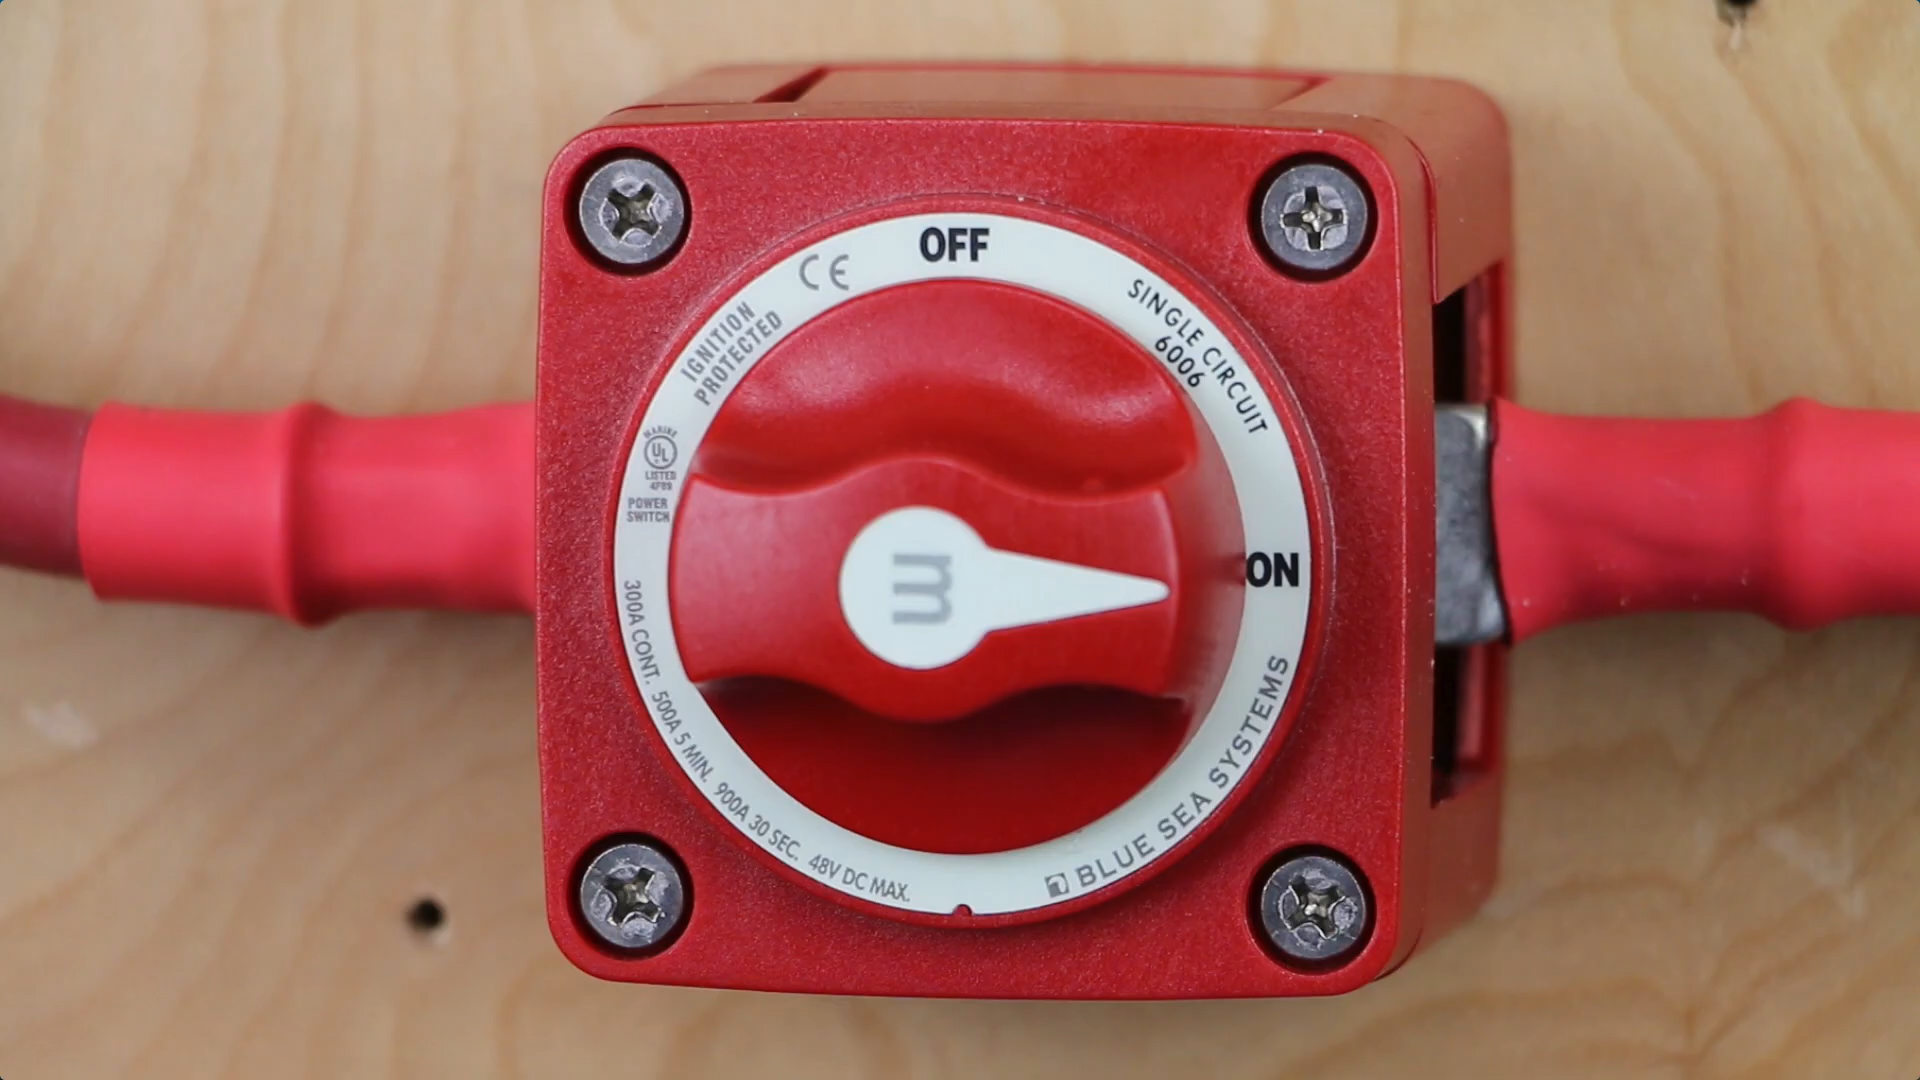 OFF
CE
IGNITION
PROTECTED
SINGLE CIRCUIT
6006
MARINE
UL
LISTED
4F89
POWER
SWITCH
m
ON
300A CONT. 500A 5 MIN. 900A 30 SEC. 48V DC MAX.
BLUE SEA SYSTEMS